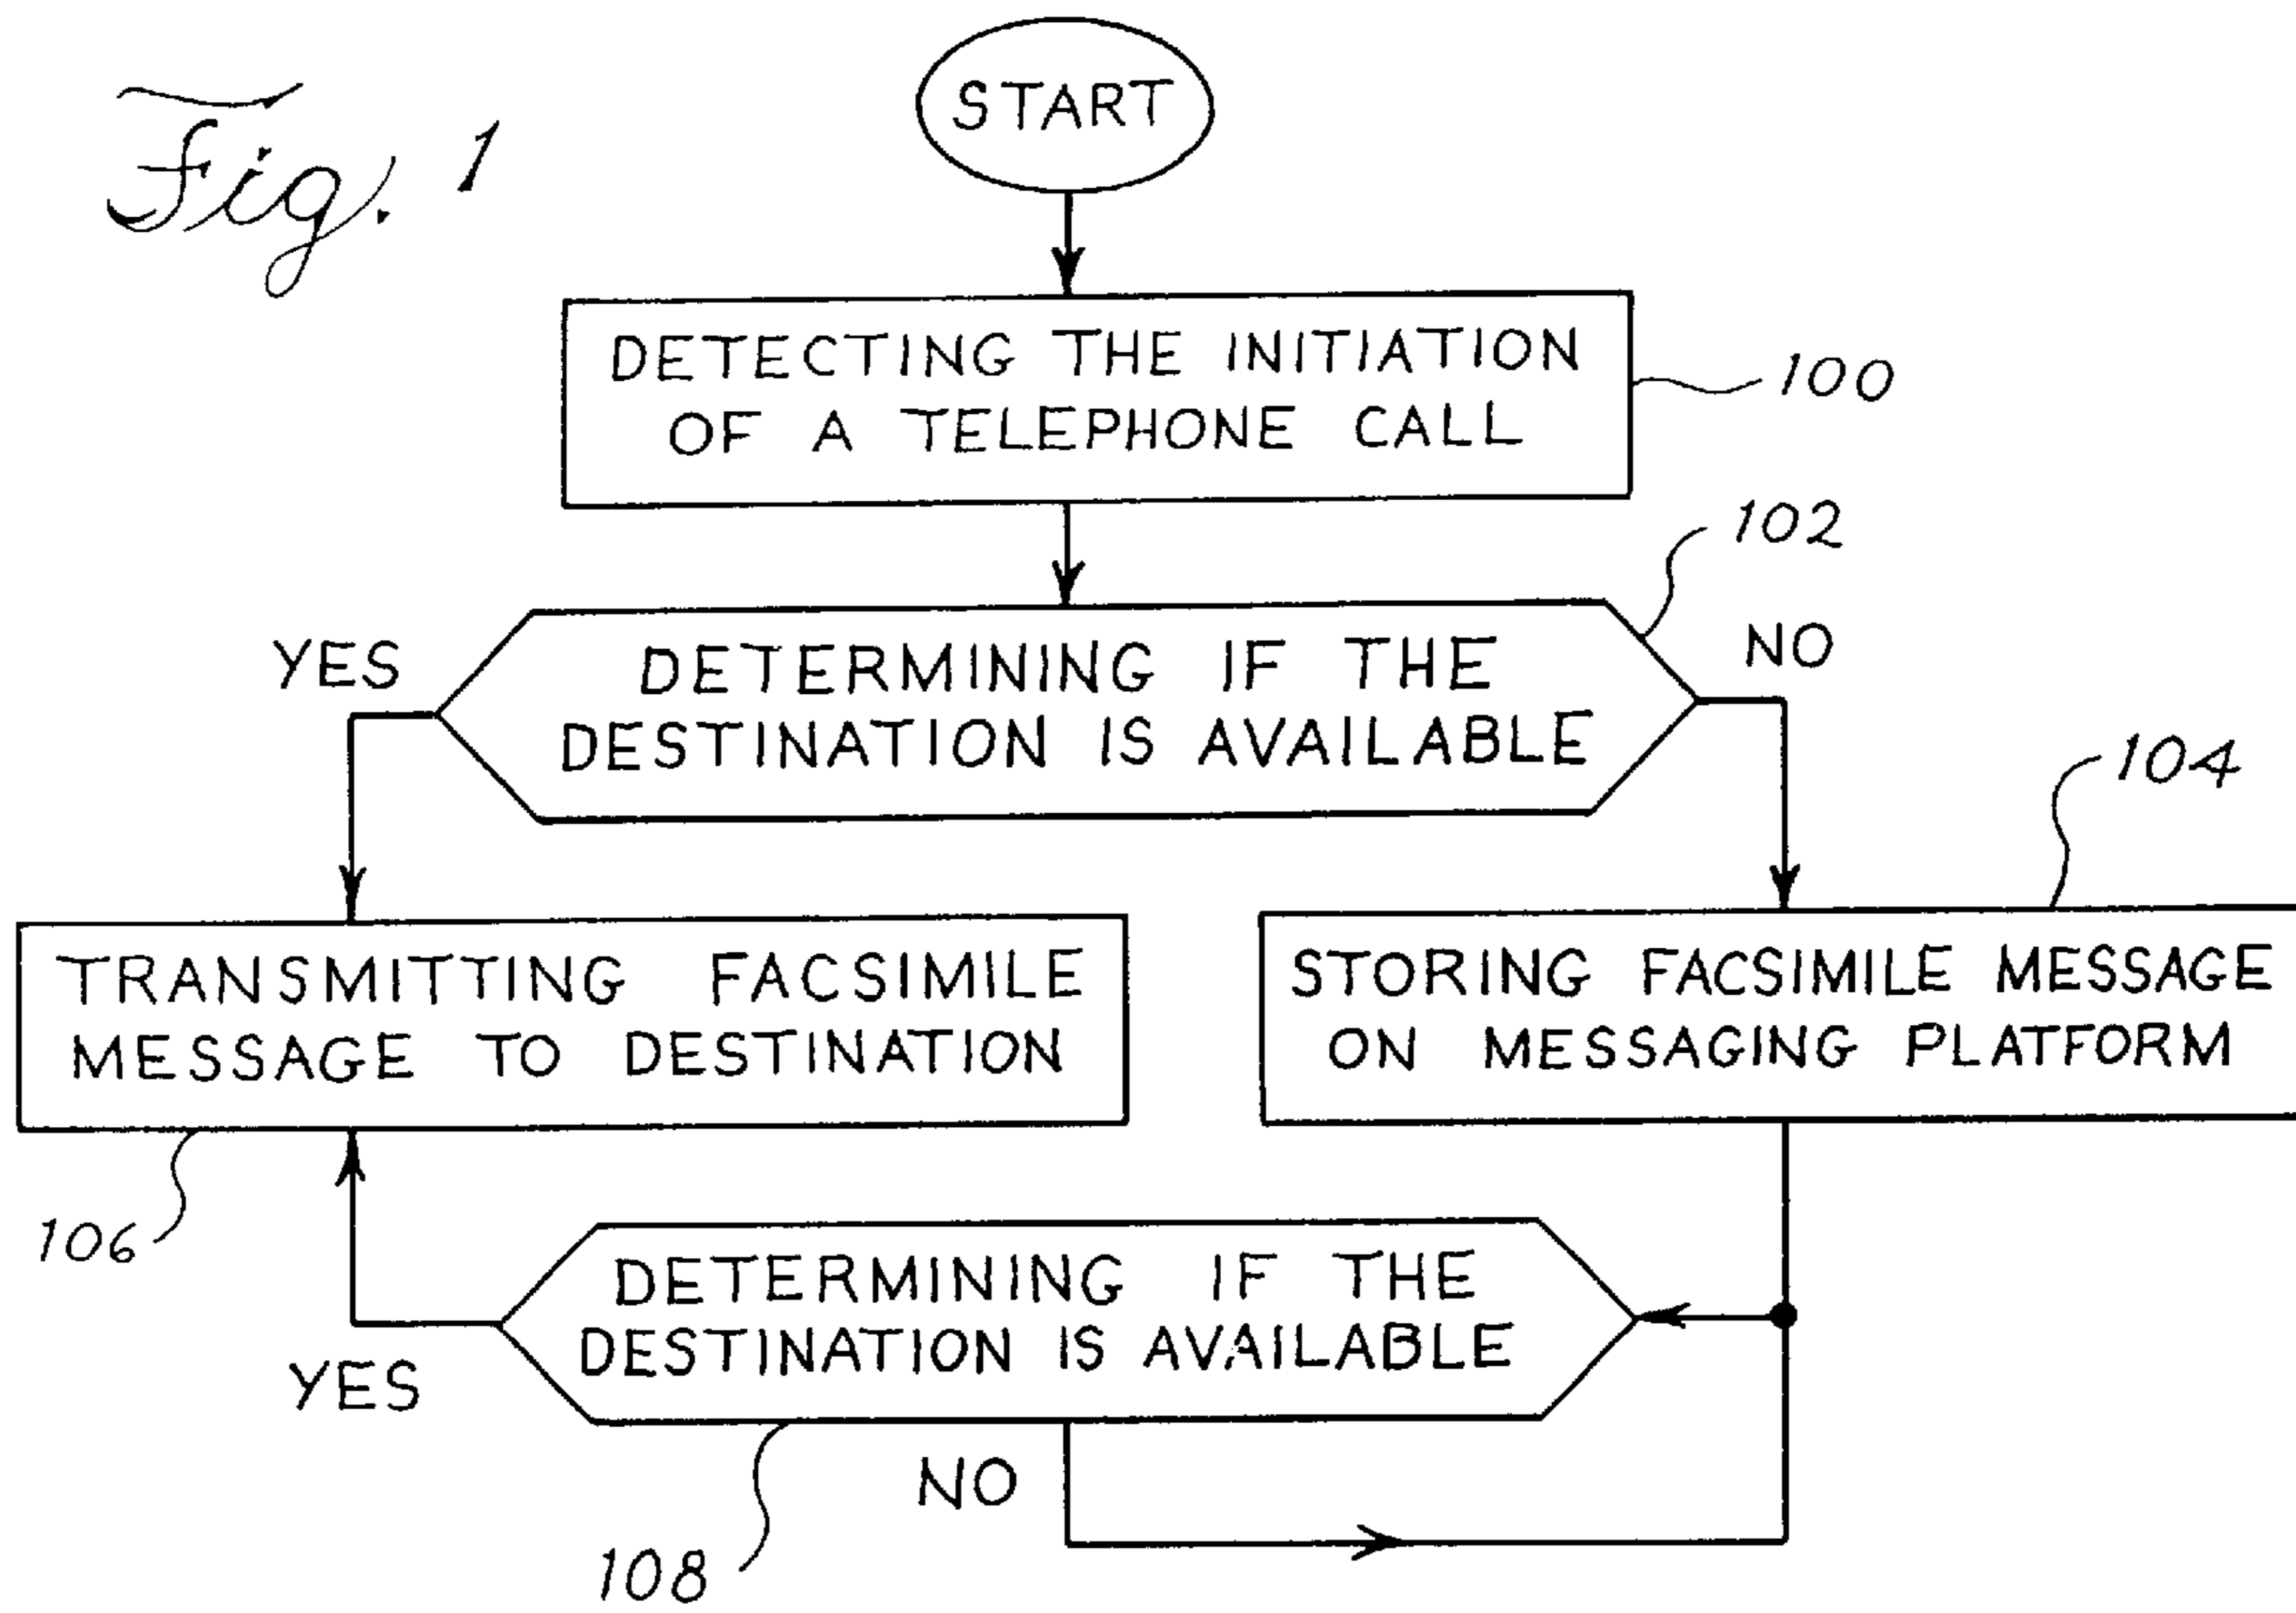 Fig. 1
START
DETECTING THE INITIATION
OF A TELEPHONE CALL
100
102
YES
NO
DETERMINING IF THE
DESTINATION IS AVAILABLE
104
TRANSMITTING FACSIMILE
MESSAGE TO DESTINATION
STORING FACSIMILE MESSAGE
ON MESSAGING PLATFORM
106
DETERMINING IF THE
DESTINATION IS AVAILABLE
YES
NO
108